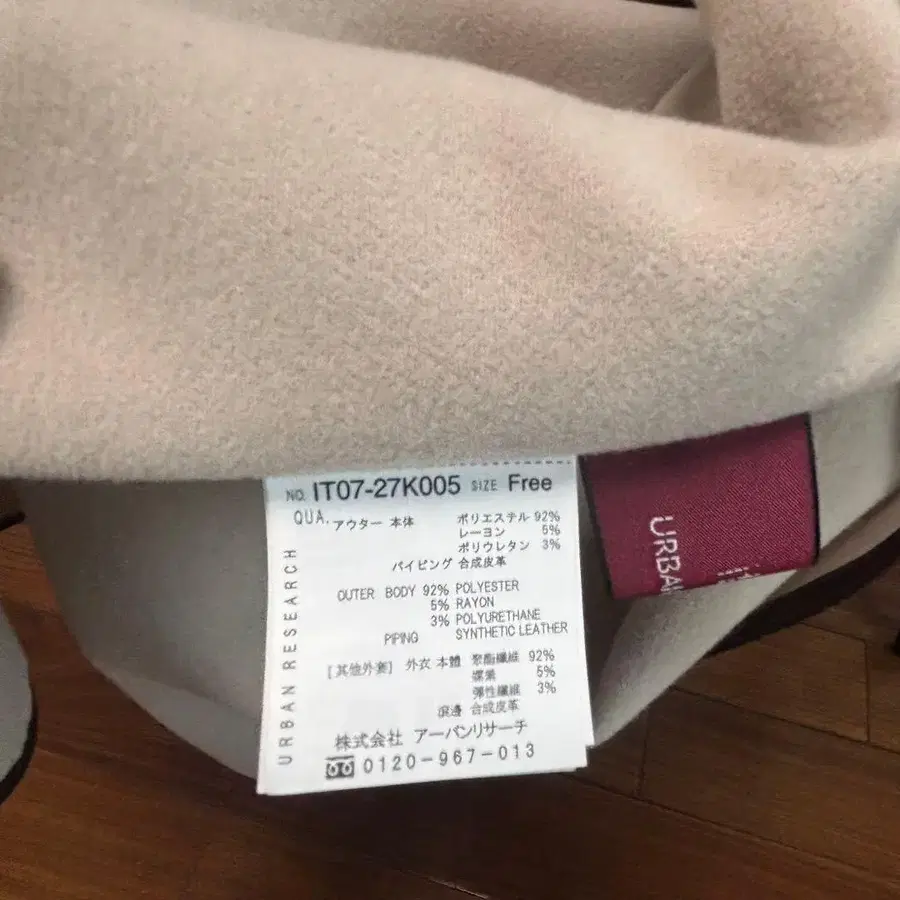 NO. IT07-27K005 SIZE Free
QUA. アウター 本体 ポリエステル 92%
レーヨン 5%
ポリウレタン 3%
パイピング 合成皮革
OUTER BODY 92% POLYESTER
5% RAYON
3% POLYURETHANE
PIPING SYNTHETIC LEATHER
[其他外套] 外衣 本體 聚酯纖維 92%
嫘縈 5%
彈性纖維 3%
滾邊 合成皮革
株式会社 アーバンリサーチ
0120-967-013
URBAN RESEARCH
URBAN